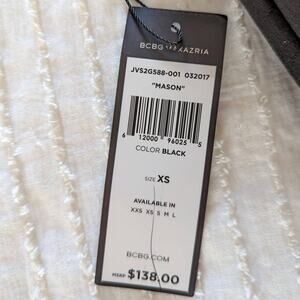 BCBGMAXAZRIA
JVS2G588-001 032017
"MASON"
6 12000 96025 5
COLOR BLACK
SIZE XS
AVAILABLE IN
XXS XS S M L
BCBG.COM
MSRP $138.00